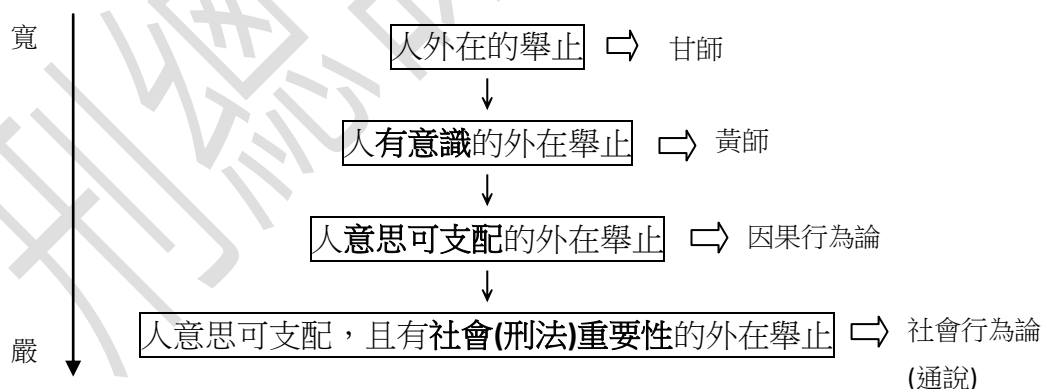 寬
人外在的舉止 甘師
人有意識的外在舉止 黃師
人意思可支配的外在舉止 因果行為論
人意思可支配，且有社會(刑法)重要性的外在舉止 社會行為論
嚴
(通說)